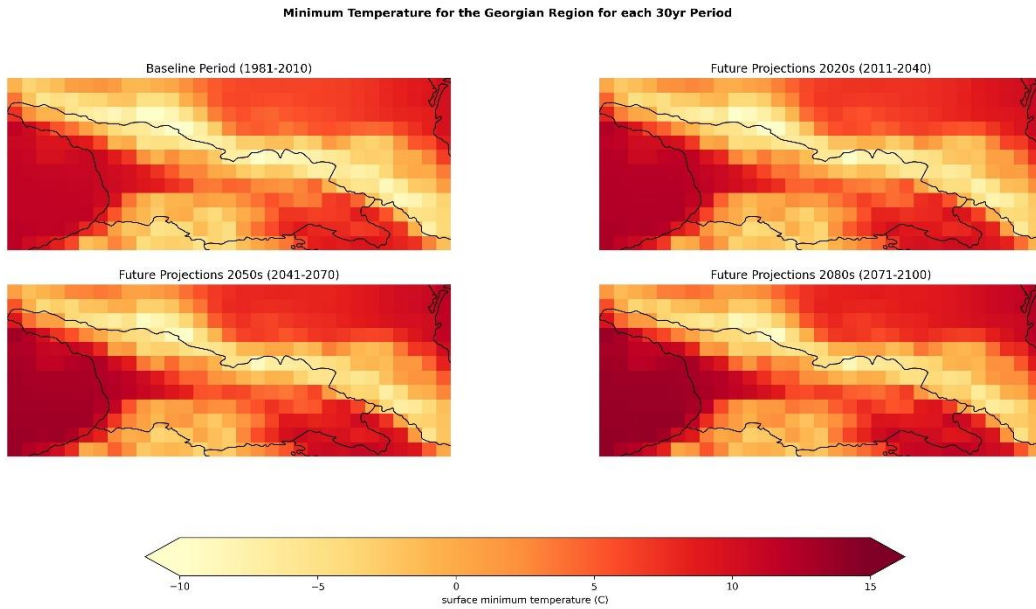 Minimum Temperature for the Georgian Region for each 30yr Period
Baseline Period (1981-2010)
Future Projections 2020s (2011-2040)
Future Projections 2050s (2041-2070)
Future Projections 2080s (2071-2100)
−10 −5 0 5 10 15
surface minimum temperature (C)